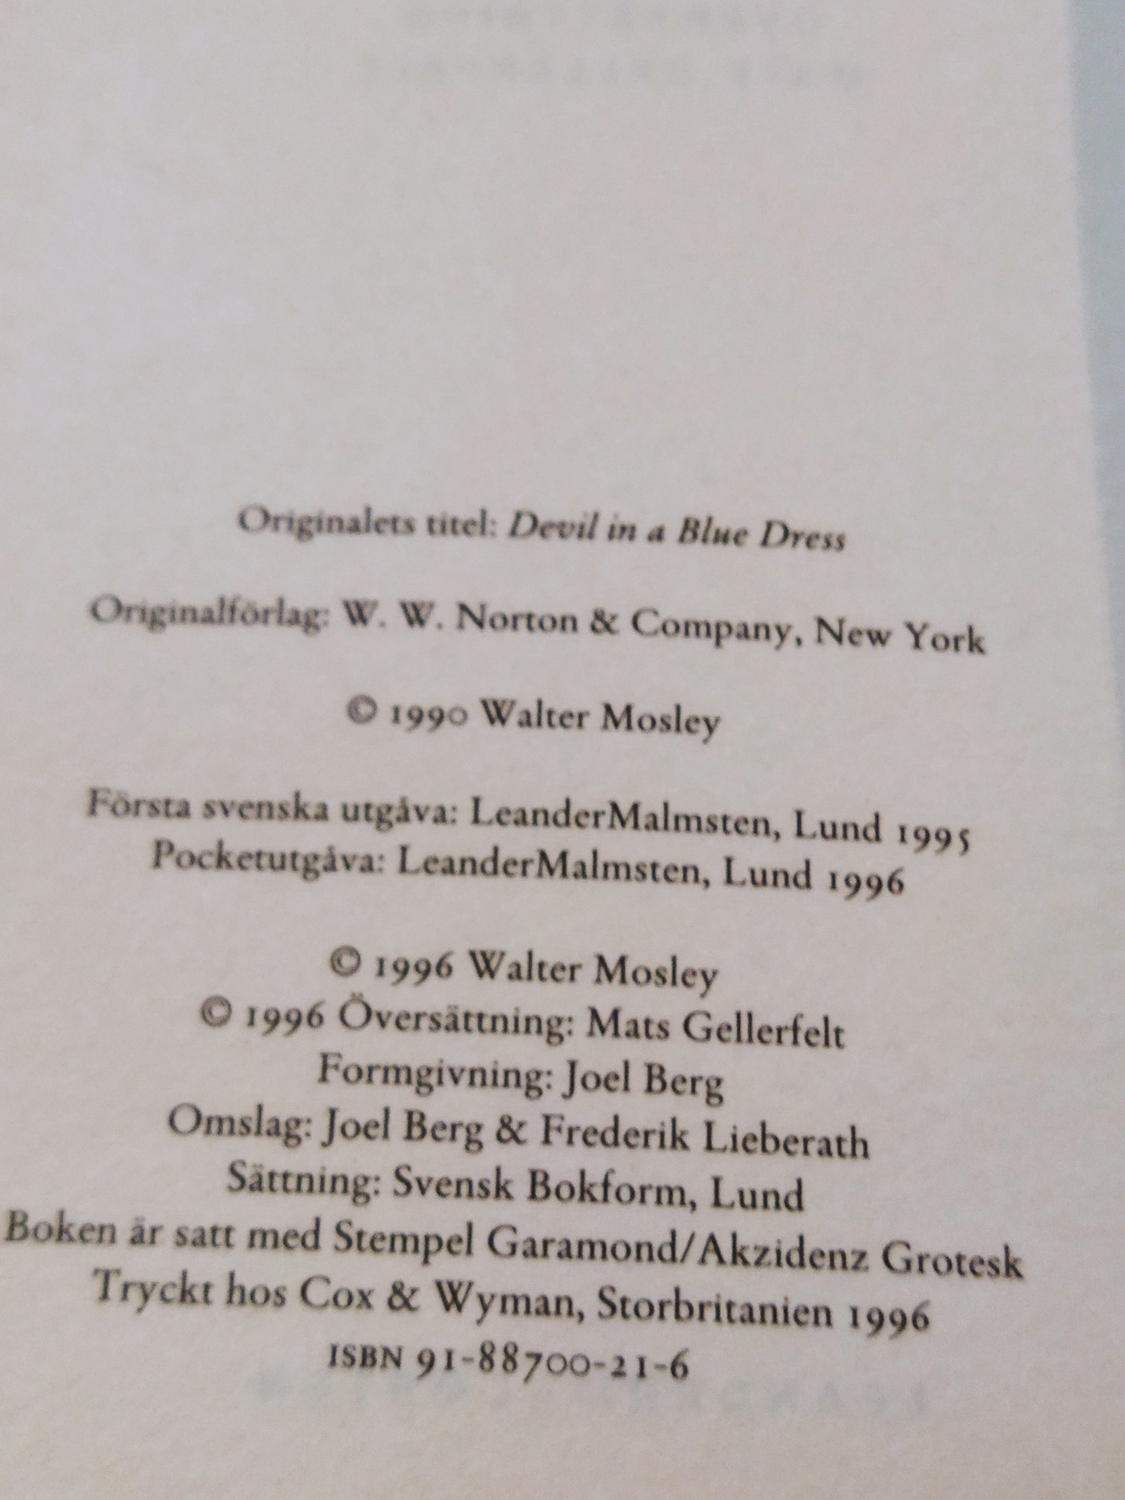 Originalets titel: Devil in a Blue Dress
Originalförlag: W. W. Norton & Company, New York
© 1990 Walter Mosley
Första svenska utgåva: LeanderMalmsten, Lund 1995
Pocketutgåva: LeanderMalmsten, Lund 1996
© 1996 Walter Mosley
© 1996 Översättning: Mats Gellerfelt
Formgivning: Joel Berg
Omslag: Joel Berg & Frederik Lieberath
Sättning: Svensk Bokform, Lund
Boken är satt med Stempel Garamond/Akzidenz Grotesk
Tryckt hos Cox & Wyman, Storbritanien 1996
ISBN 91-88700-21-6